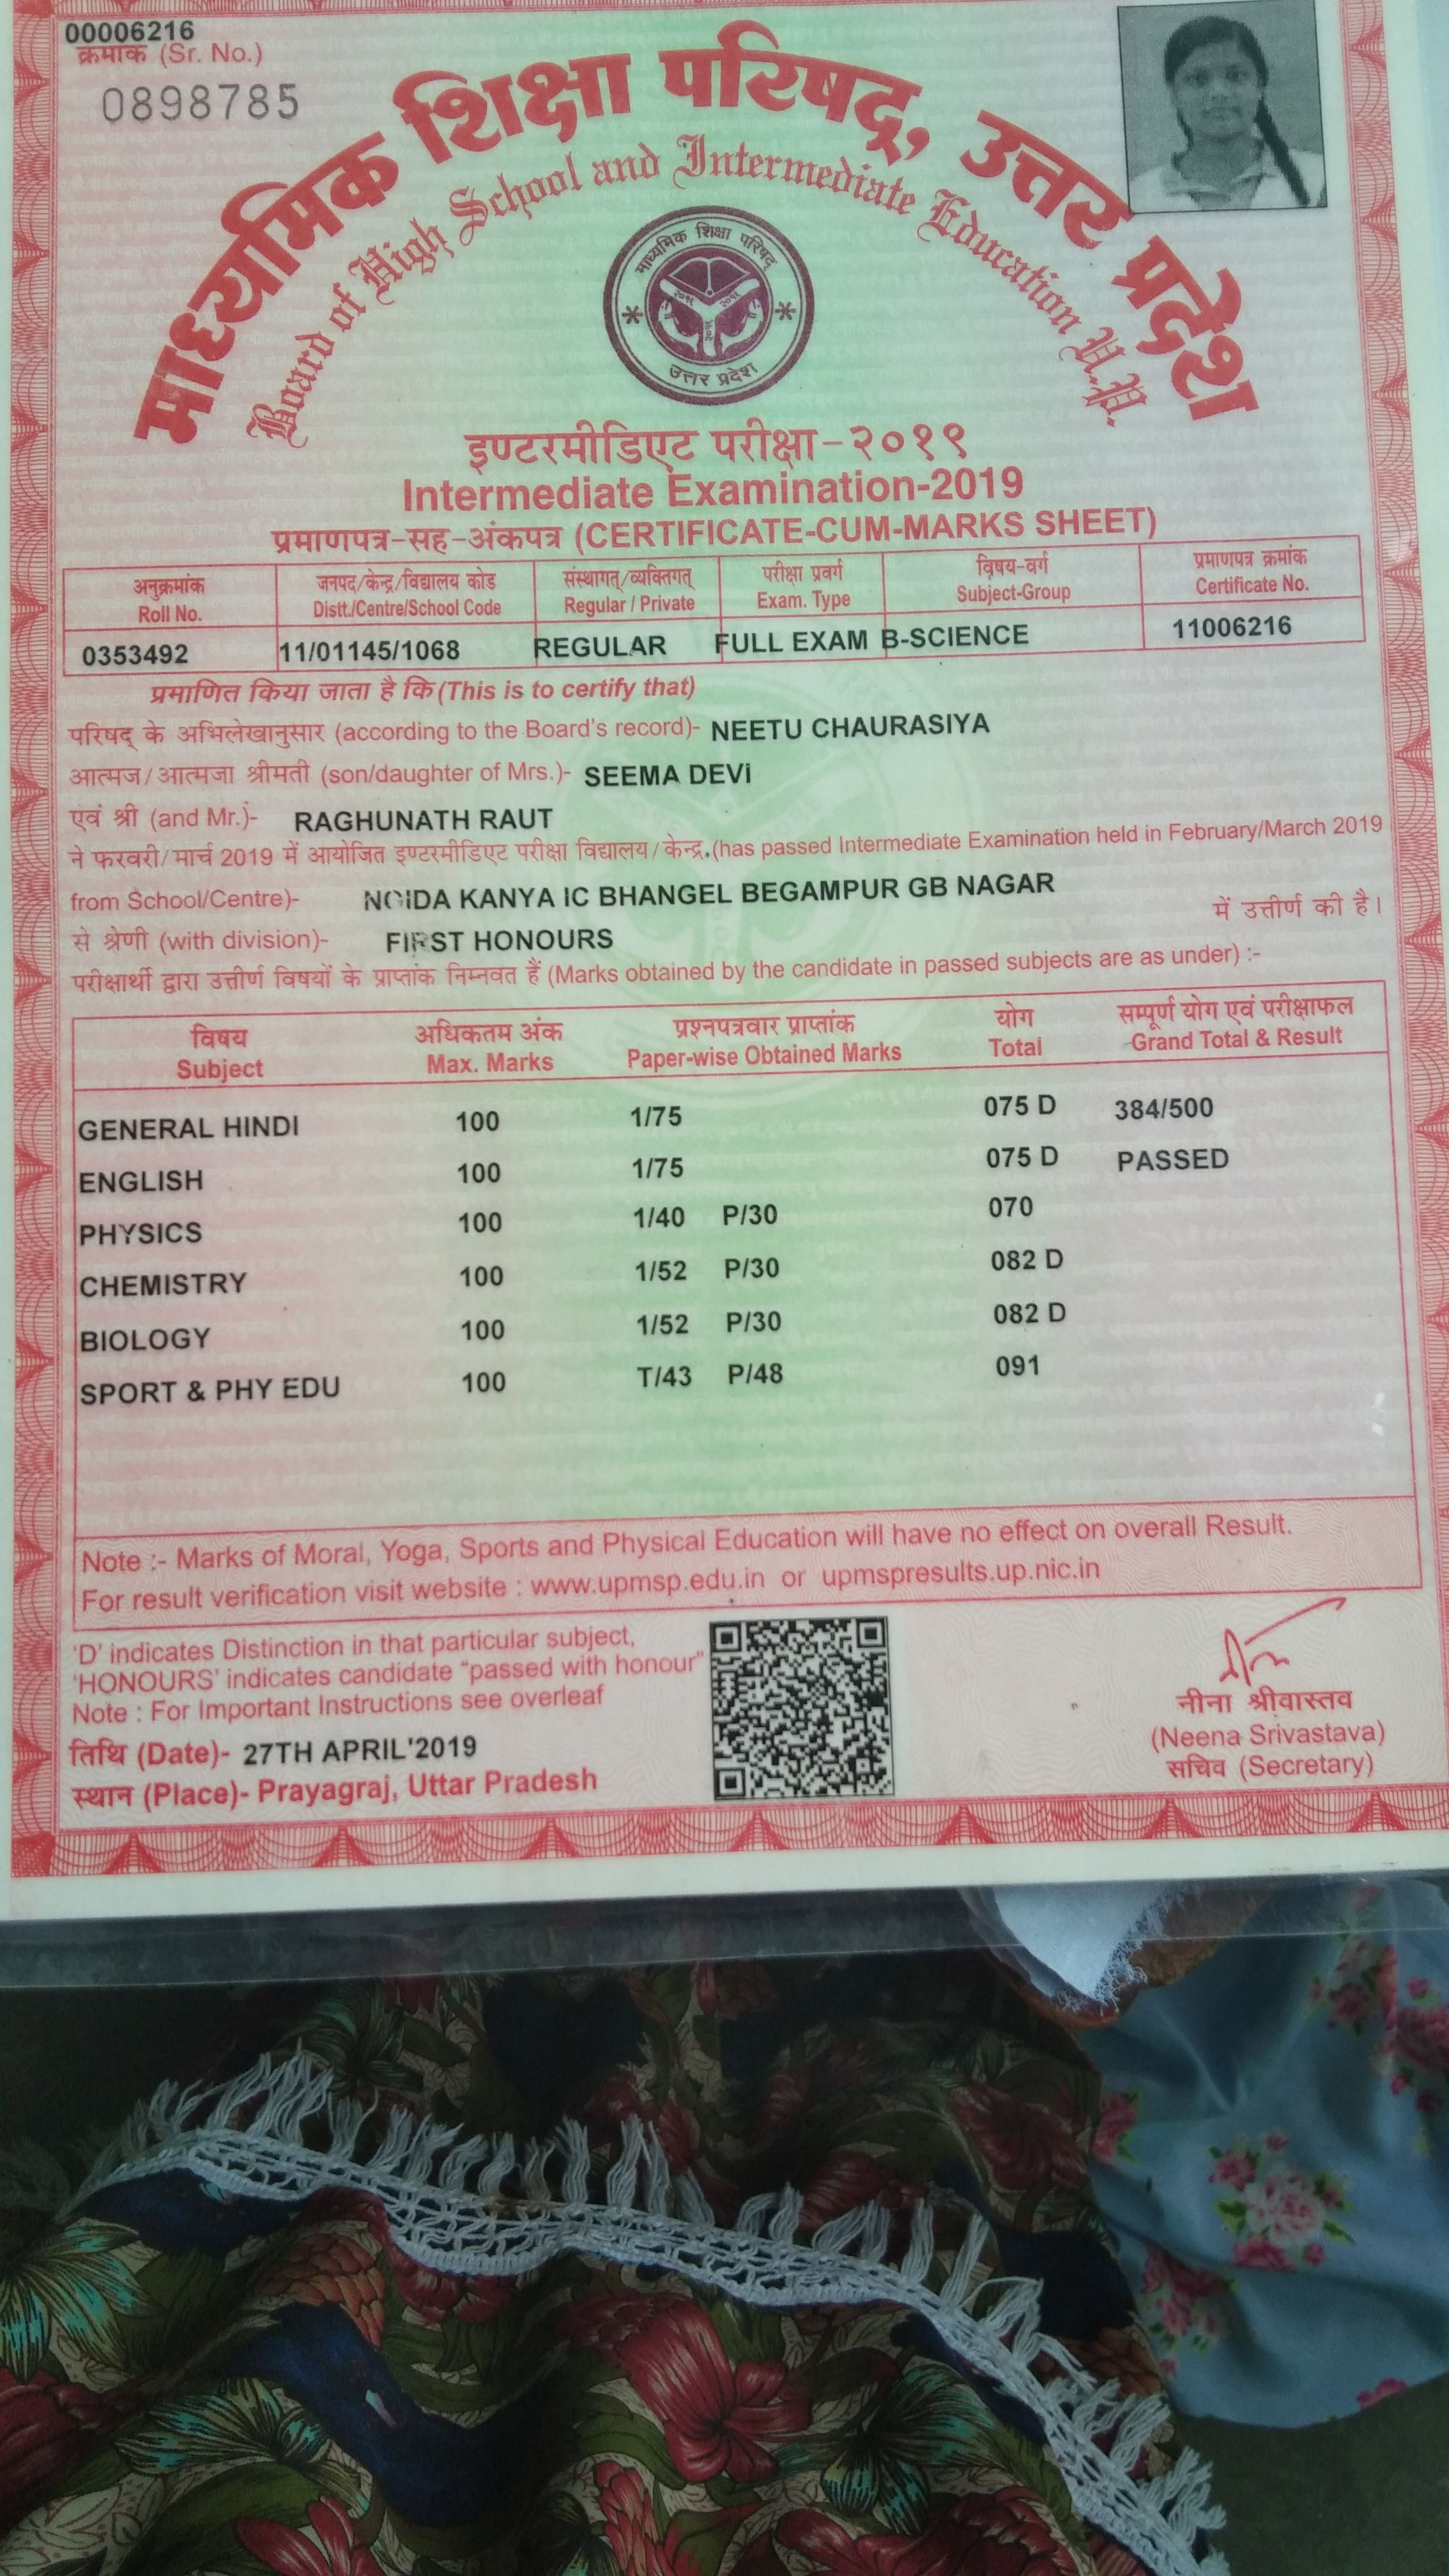 00006216
क्रमांक (Sr. No.)
0898785
माध्यमिक शिक्षा परिषद्, उत्तर प्रदेश
Board of High School and Intermediate Education U.P.
माध्यमिक शिक्षा परिषद्
उत्तर प्रदेश
इण्टरमीडिएट परीक्षा-२०१९
Intermediate Examination-2019
प्रमाणपत्र-सह-अंकपत्र (CERTIFICATE-CUM-MARKS SHEET)
अनुक्रमांक जनपद/केन्द्र/विद्यालय कोड संस्थागत्/व्यक्तिगत् परीक्षा प्रवर्ग विषय-वर्ग प्रमाणपत्र क्रमांक
Roll No. Distt./Centre/School Code Regular / Private Exam. Type Subject-Group Certificate No.
0353492 11/01145/1068 REGULAR FULL EXAM B-SCIENCE 11006216
प्रमाणित किया जाता है कि (This is to certify that)
परिषद् के अभिलेखानुसार (according to the Board's record)- NEETU CHAURASIYA
आत्मज/आत्मजा श्रीमती (son/daughter of Mrs.)- SEEMA DEVi
एवं श्री (and Mr.)- RAGHUNATH RAUT
ने फरवरी/मार्च 2019 में आयोजित इण्टरमीडिएट परीक्षा विद्यालय/केन्द्र.(has passed Intermediate Examination held in February/March 2019
from School/Centre)- NOIDA KANYA IC BHANGEL BEGAMPUR GB NAGAR
में उत्तीर्ण की है।
से श्रेणी (with division)- FIRST HONOURS
परीक्षार्थी द्वारा उत्तीर्ण विषयों के प्राप्तांक निम्नवत हैं (Marks obtained by the candidate in passed subjects are as under) :-
विषय अधिकतम अंक प्रश्नपत्रवार प्राप्तांक योग सम्पूर्ण योग एवं परीक्षाफल
Subject Max. Marks Paper-wise Obtained Marks Total Grand Total & Result
GENERAL HINDI 100 1/75 075 D 384/500
ENGLISH 100 1/75 075 D PASSED
PHYSICS 100 1/40 P/30 070
CHEMISTRY 100 1/52 P/30 082 D
BIOLOGY 100 1/52 P/30 082 D
SPORT & PHY EDU 100 T/43 P/48 091
Note :- Marks of Moral, Yoga, Sports and Physical Education will have no effect on overall Result.
For result verification visit website : www.upmsp.edu.in or upmspresults.up.nic.in
'D' indicates Distinction in that particular subject,
'HONOURS' indicates candidate "passed with honour"
Note : For Important Instructions see overleaf
तिथि (Date)- 27TH APRIL'2019
स्थान (Place)- Prayagraj, Uttar Pradesh
नीना श्रीवास्तव
(Neena Srivastava)
सचिव (Secretary)